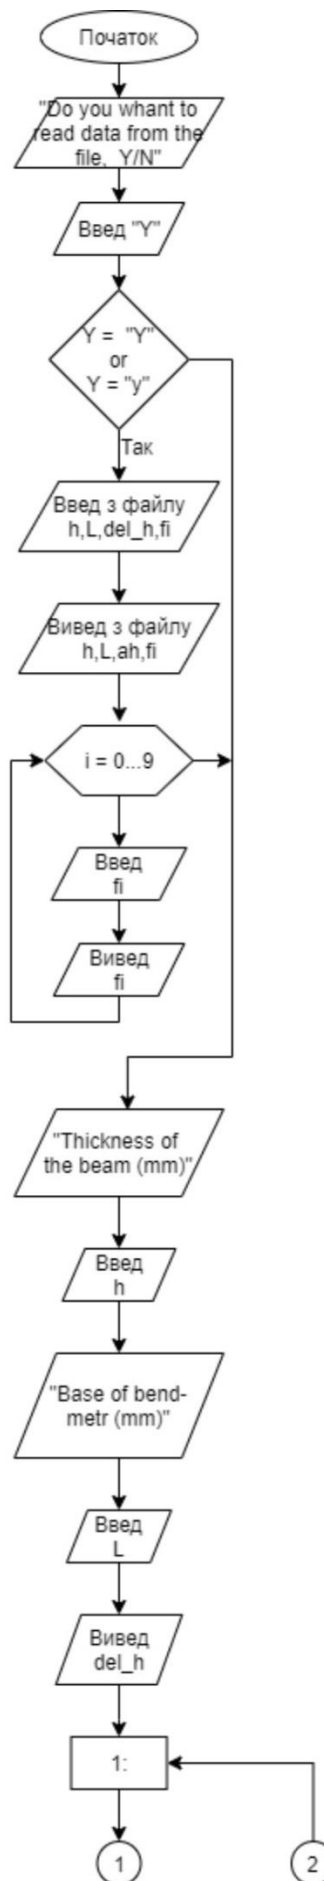 Початок
"Do you whant to
read data from the
file, Y/N"
Введ "Y"
Y = "Y"
or
Y = "y"
Так
Введ з файлу
h,L,del_h,fi
Вивед з файлу
h,L,ah,fi
i = 0...9
Введ
fi
Вивед
fi
"Thickness of
the beam (mm)"
Введ
h
"Base of bend-
metr (mm)"
Введ
L
Вивед
del_h
1:
1
2